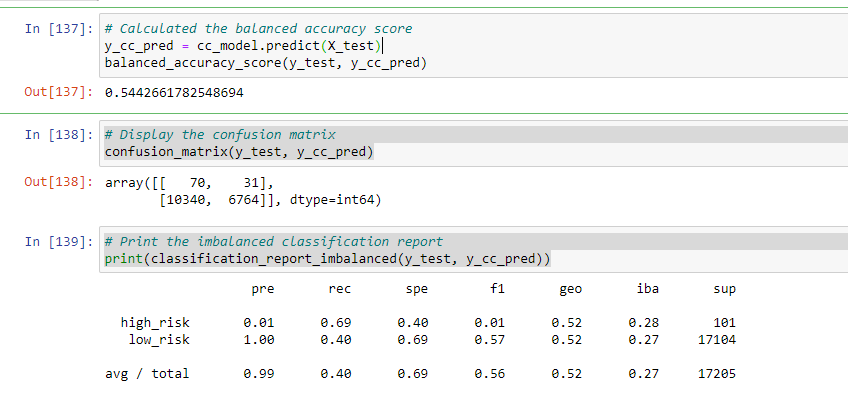 In [137]: # Calculated the balanced accuracy score
y_cc_pred = cc_model.predict(X_test)
balanced_accuracy_score(y_test, y_cc_pred)
Out[137]: 0.5442661782548694
In [138]: # Display the confusion matrix
confusion_matrix(y_test, y_cc_pred)
Out[138]: array([[   70,    31],
       [10340,  6764]], dtype=int64)
In [139]: # Print the imbalanced classification report
print(classification_report_imbalanced(y_test, y_cc_pred))
pre       rec       spe        f1       geo       iba       sup
high_risk       0.01      0.69      0.40      0.01      0.52      0.28       101
low_risk       1.00      0.40      0.69      0.57      0.52      0.27     17104
avg / total       0.99      0.40      0.69      0.56      0.52      0.27     17205